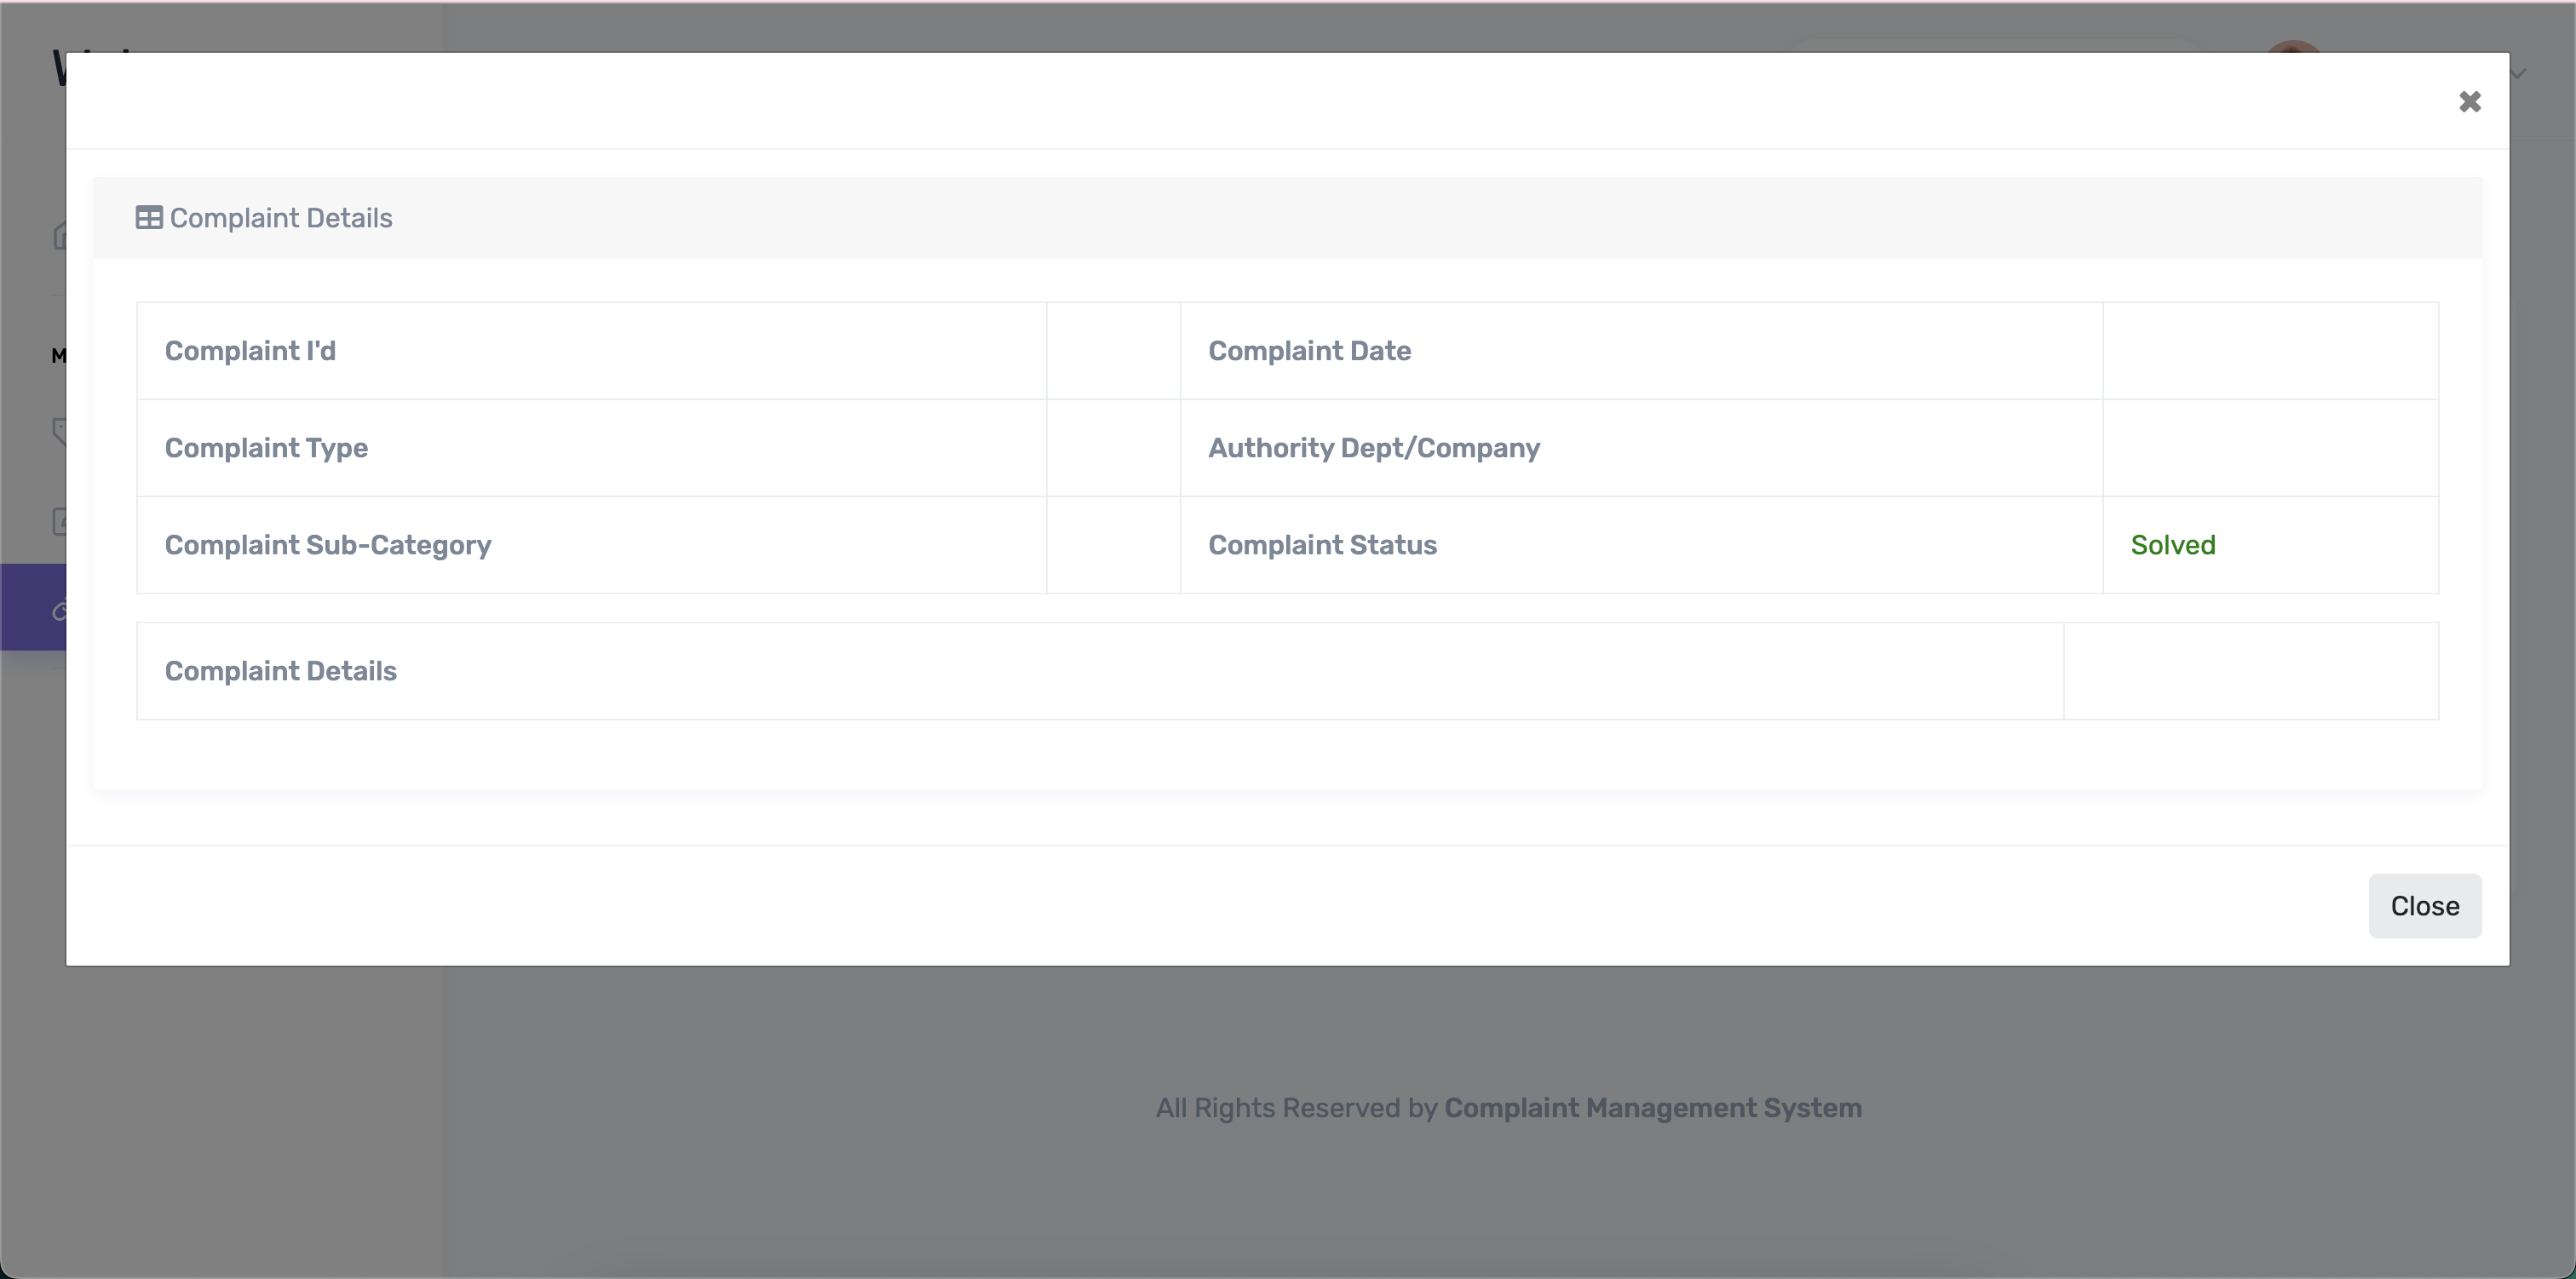 Complaint Details
Complaint I'd Complaint Date
Complaint Type Authority Dept/Company
Complaint Sub-Category Complaint Status Solved
Complaint Details
Close
All Rights Reserved by Complaint Management System